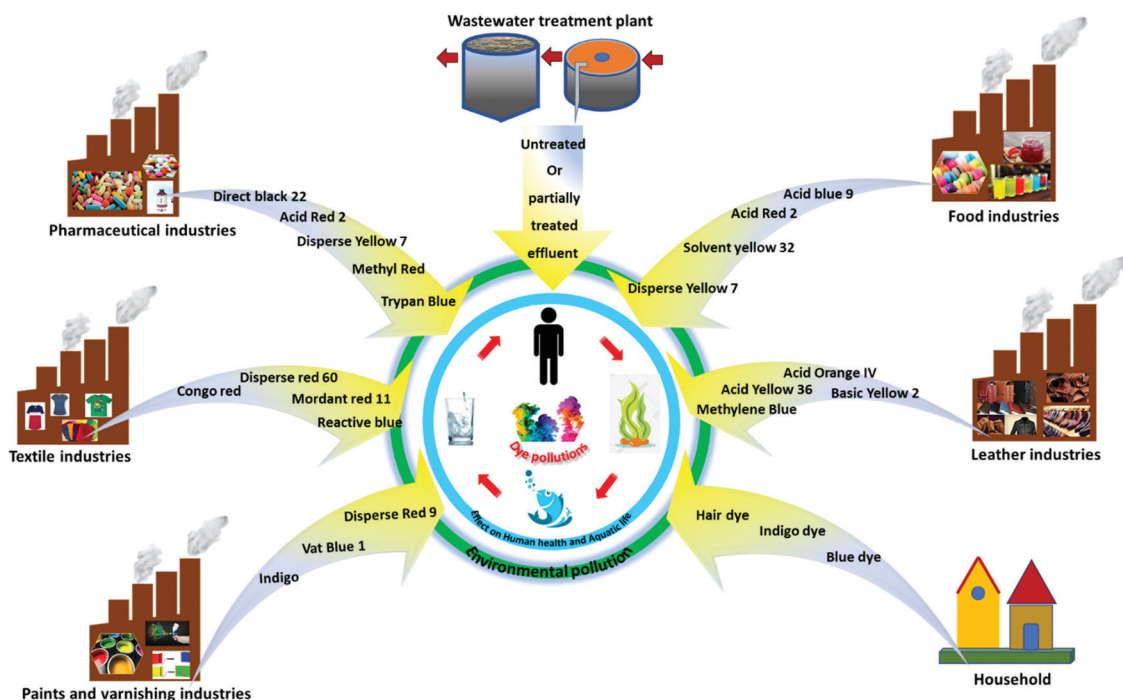 Wastewater treatment plant
Untreated
Or
partially
treated
effluent
Pharmaceutical industries
Direct black 22
Acid Red 2
Disperse Yellow 7
Methyl Red
Trypan Blue
Food industries
Acid blue 9
Acid Red 2
Solvent yellow 32
Disperse Yellow 7
Textile industries
Congo red
Disperse red 60
Mordant red 11
Reactive blue
Leather industries
Acid Orange IV
Basic Yellow 2
Acid Yellow 36
Methylene Blue
Dye pollutions
Effect on Human health and Aquatic life
Environmental pollution
Paints and varnishing industries
Disperse Red 9
Vat Blue 1
Indigo
Household
Hair dye
Indigo dye
Blue dye